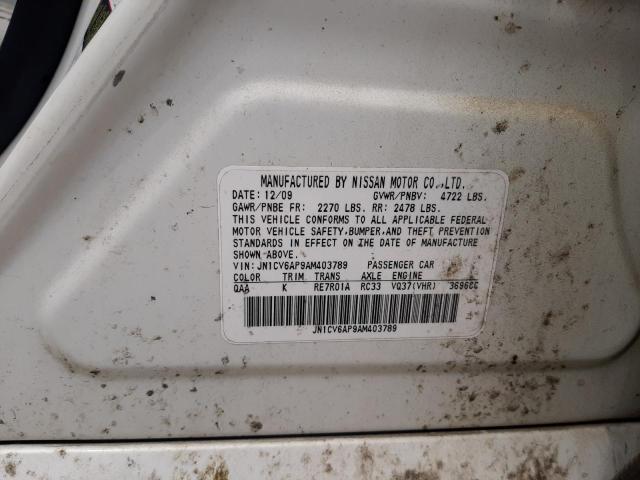 MANUFACTURED BY NISSAN MOTOR CO.,LTD.
DATE: 12/09 GVWR/PNBV: 4722 LBS.
GAWR/PNBE FR: 2270 LBS. RR: 2478 LBS.
THIS VEHICLE CONFORMS TO ALL APPLICABLE FEDERAL
MOTOR VEHICLE SAFETY, BUMPER, AND THEFT PREVENTION
STANDARDS IN EFFECT ON THE DATE OF MANUFACTURE
SHOWN ABOVE.
VIN: JN1CV6AP9AM403789 PASSENGER CAR
COLOR TRIM TRANS AXLE ENGINE
QAA K RE7R01A RC33 VQ37(VHR) 3696CC
JN1CV6AP9AM403789